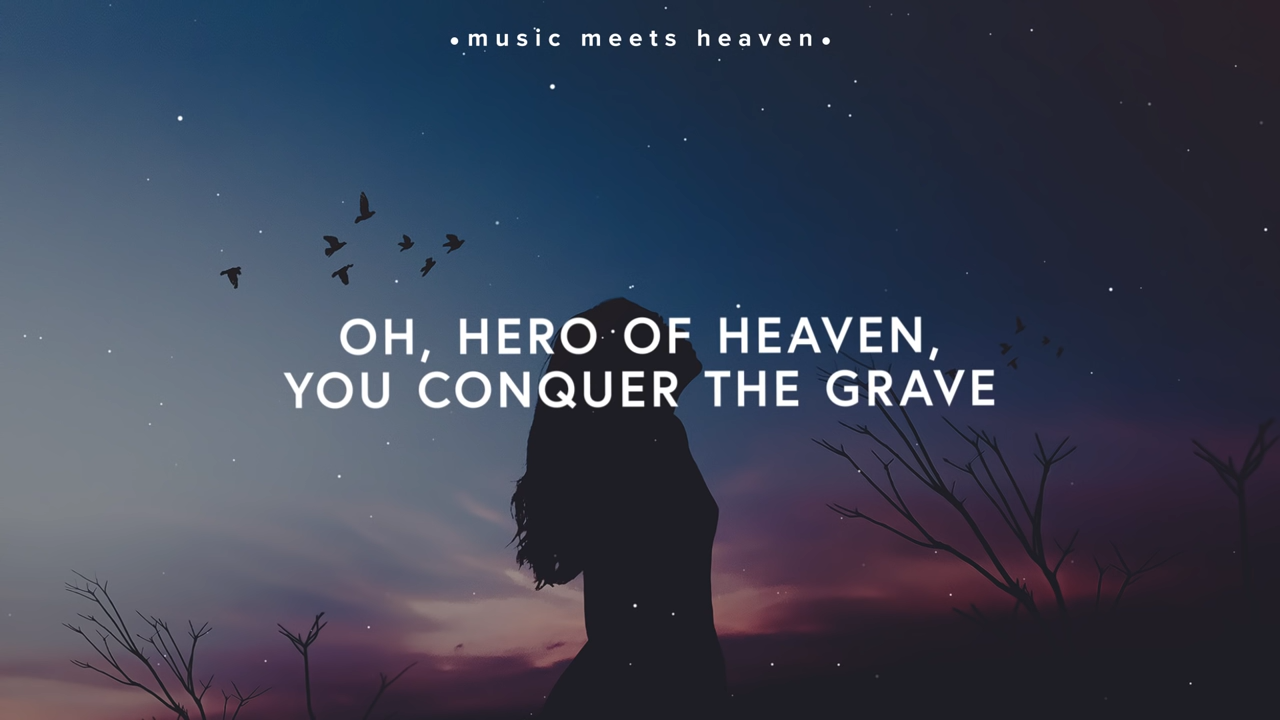 •music meets heaven•
OH, HERO OF HEAVEN,
YOU CONQUER THE GRAVE